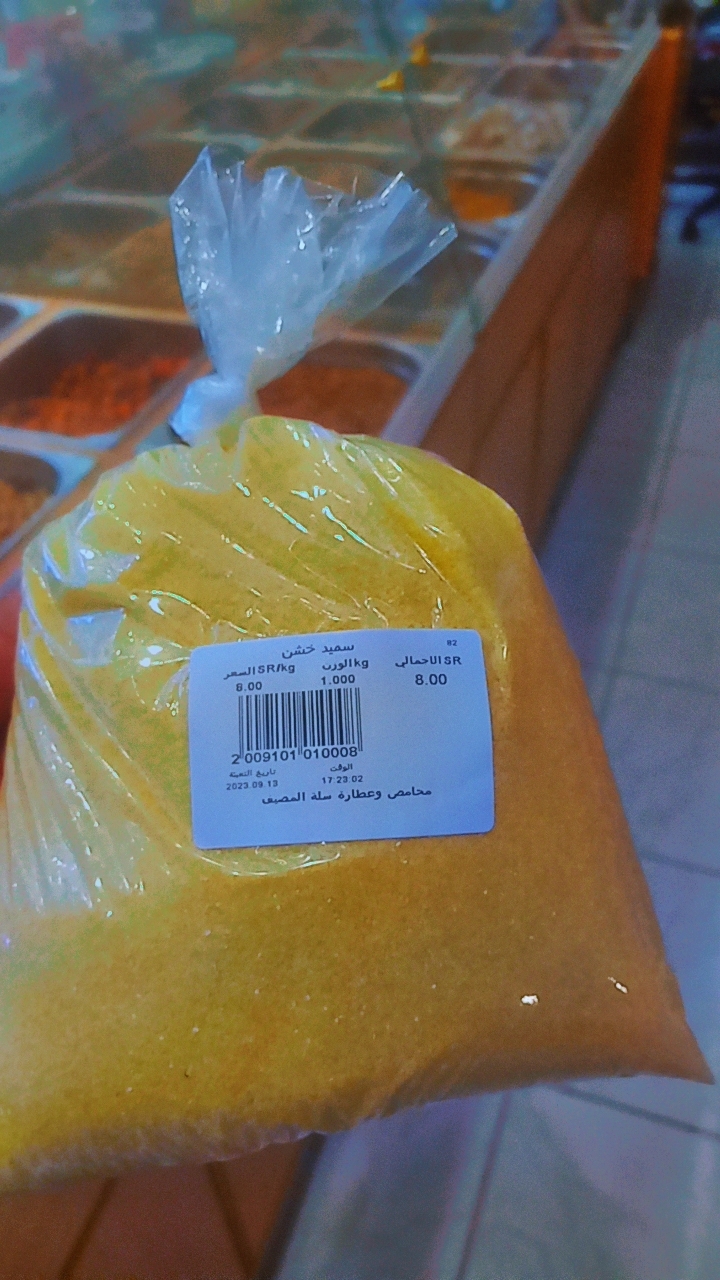 82
سميد خشن
الاجمالي SR الوزن kg السعر SR/kg
8.00 1.000 8.00
2 009101 010008
الوقت تاريخ التعبئة
17:23:02 2023.09.13
محامص وعطارة سلة المصيف